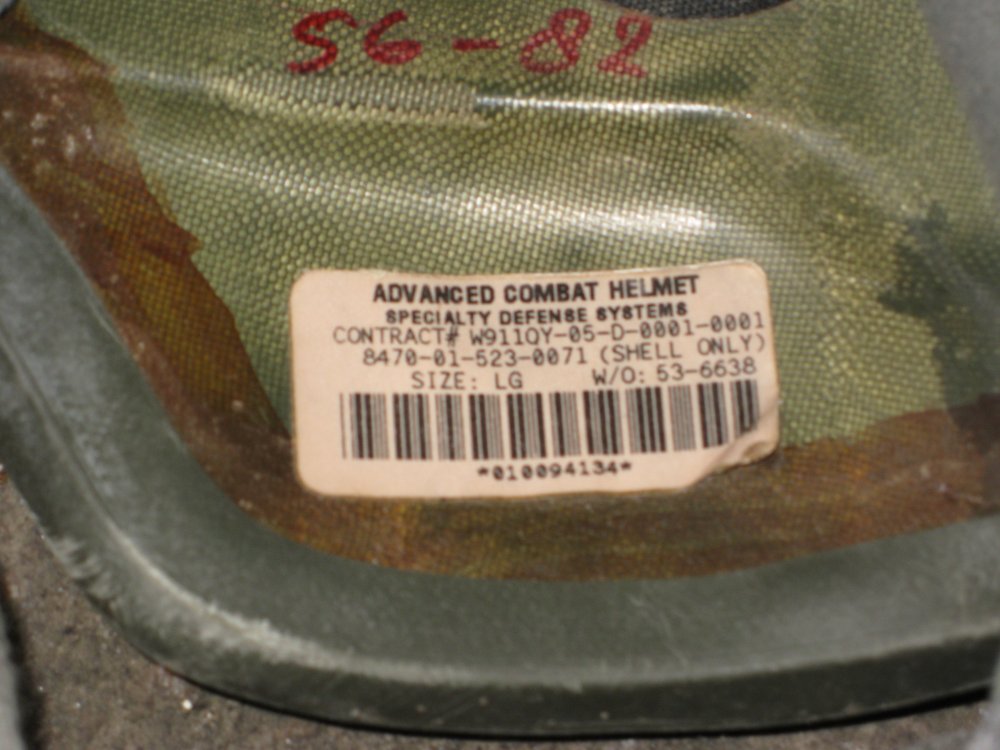 S6-82
ADVANCED COMBAT HELMET
SPECIALTY DEFENSE SYSTEMS
CONTRACT# W911QY-05-D-0001-0001
8470-01-523-0071 (SHELL ONLY)
SIZE: LG W/O: 53-6638
*010094134*